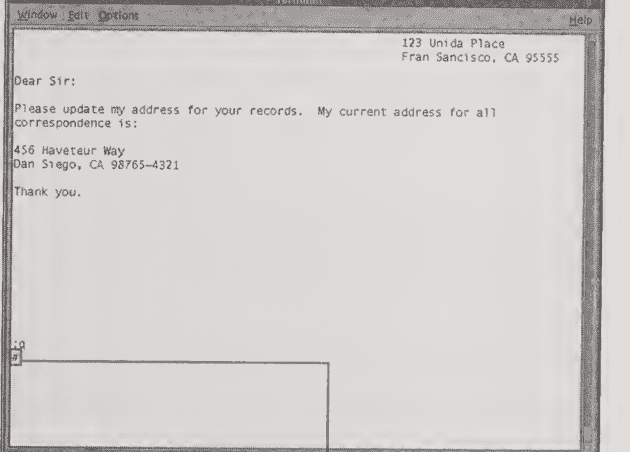 Window Edit Options Help
123 Unida Place
Fran Sancisco, CA 95555
Dear Sir:
Please update my address for your records. My current address for all
correspondence is:
456 Haveteur Way
Dan Siego, CA 98765-4321
Thank you.
:q
#